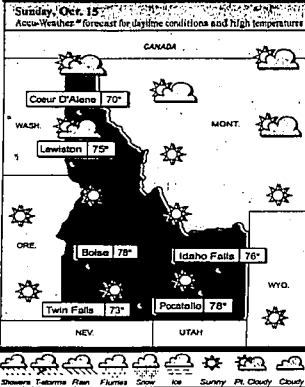 Sunday, Oct. 15
Accu-Weather® forecast for daytime conditions and high temperatures
CANADA
Coeur D'Alene 70°
WASH.
MONT.
Lewiston 75°
ORE.
Boise 78°
Idaho Falls 76°
WYO.
Twin Falls 73°
Pocatello 78°
NEV.
UTAH
Showers T-storms Rain Flurries Snow Ice Sunny Pt. Cloudy Cloudy